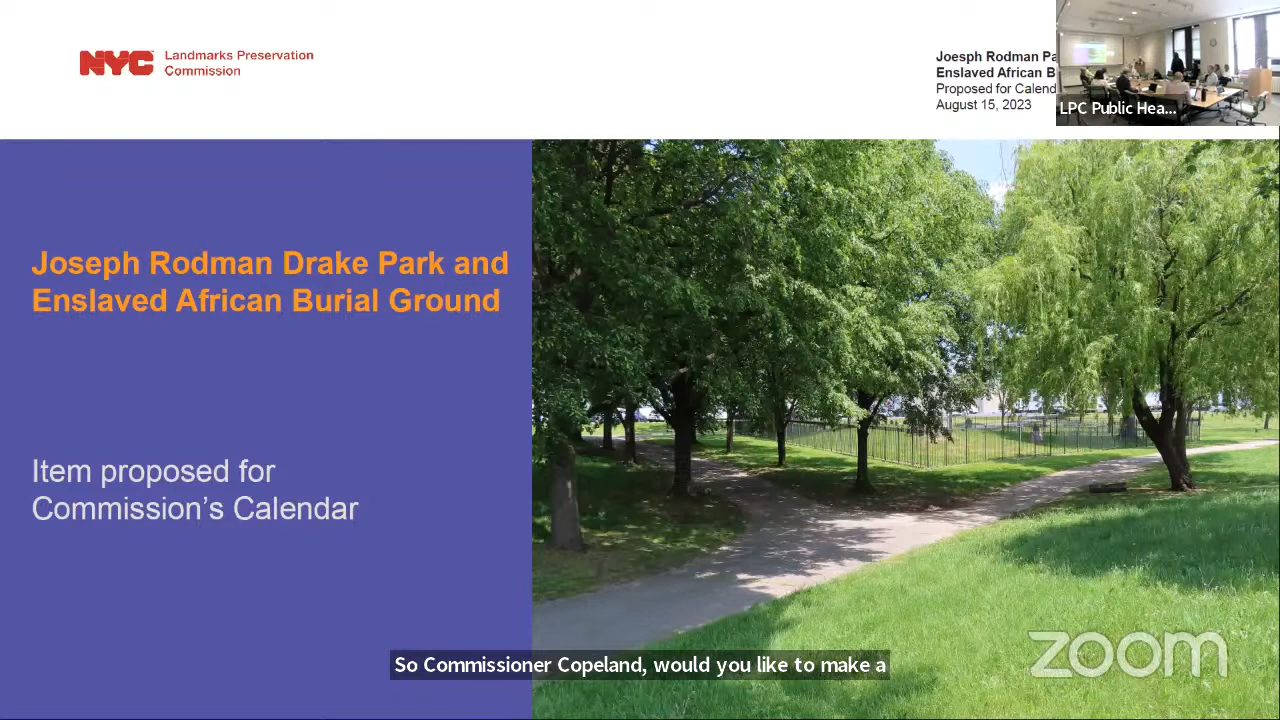 NYC Landmarks Preservation
Commission
Joesph Rodman Pa
Enslaved African B
Proposed for Calend
August 15, 2023
LPC Public Hea...
Joseph Rodman Drake Park and
Enslaved African Burial Ground
Item proposed for
Commission's Calendar
So Commissioner Copeland, would you like to make a
zoom